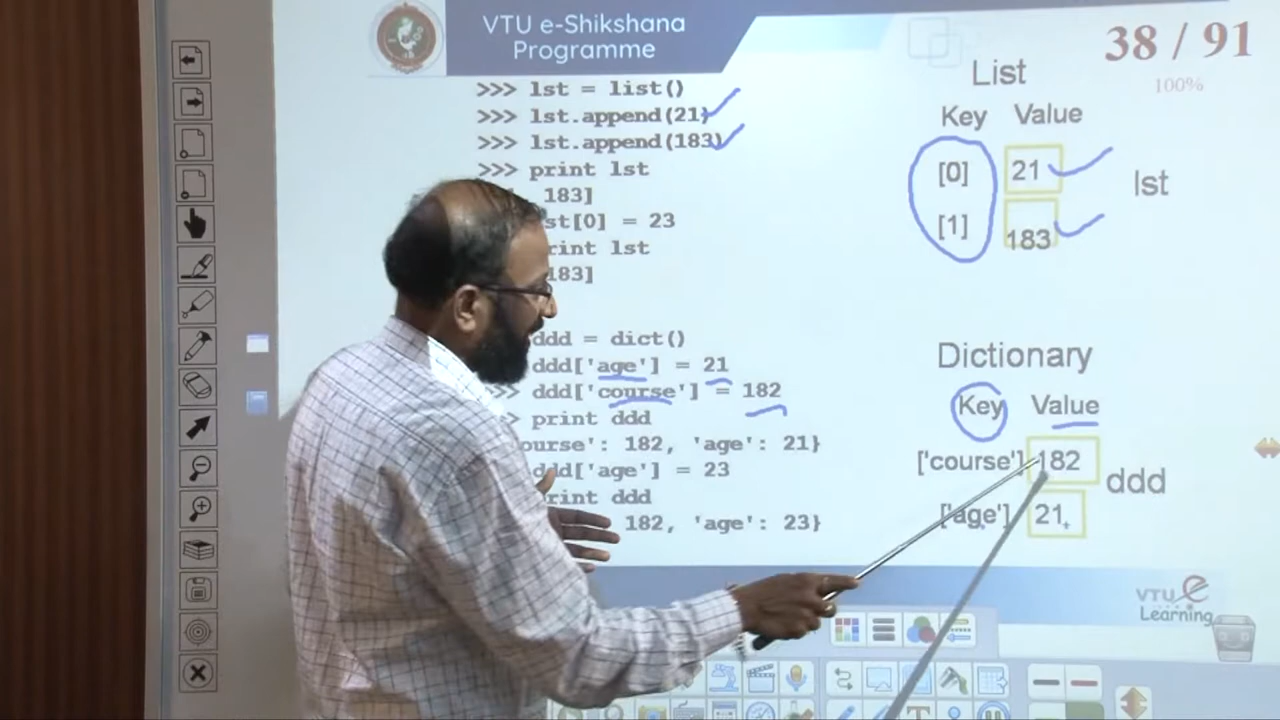 VTU e-Shikshana
Programme
38 / 91
100%
>>> lst = list()
>>> lst.append(21)
>>> lst.append(183)
>>> print lst
183]
st[0] = 23
rint lst
183]
ddd = dict()
ddd['age'] = 21
>> ddd['course'] = 182
> print ddd
ourse': 182, 'age': 21}
ddd['age'] = 23
rint ddd
182, 'age': 23}
List
Key Value
[0] 21
lst
[1] 183
Dictionary
Key Value
['course'] 182
ddd
['age'] 21
VTU e
Learning